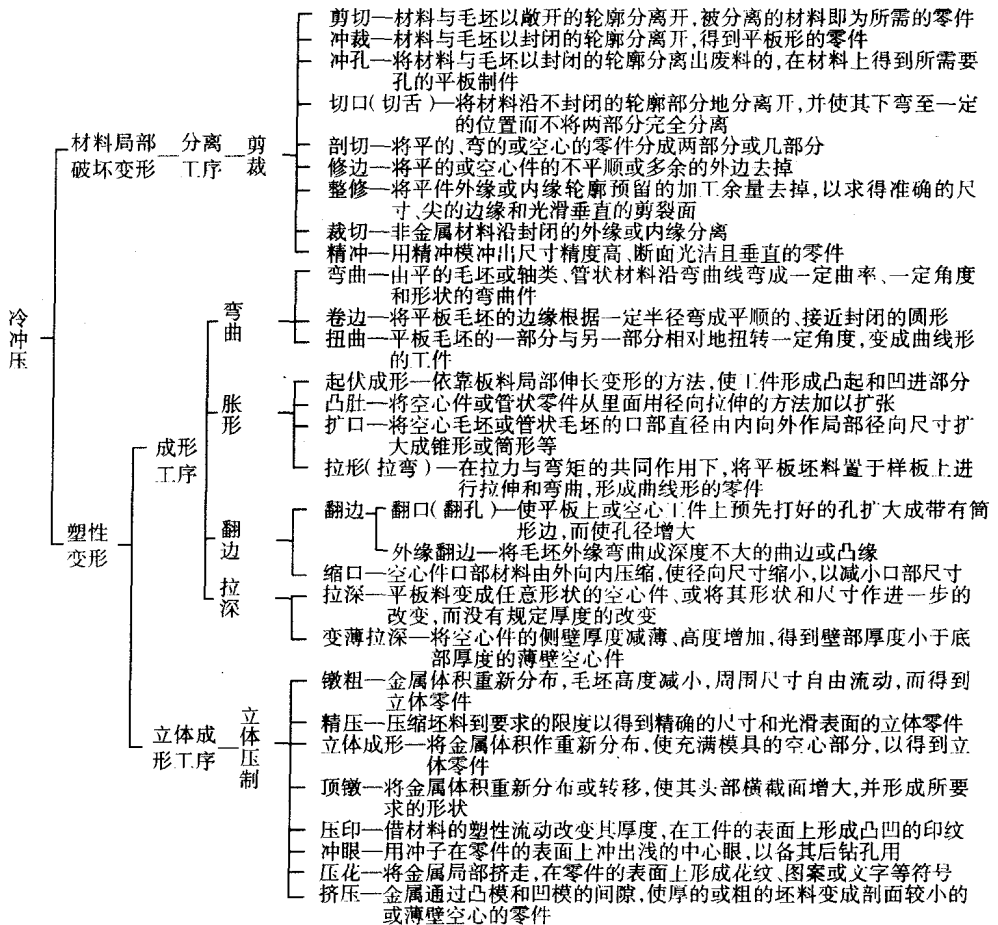 冷冲压
材料局部
破坏变形
分离
工序
剪裁
剪切—材料与毛坯以敞开的轮廓分离开,被分离的材料即为所需的零件
冲裁—材料与毛坯以封闭的轮廓分离开,得到平板形的零件
冲孔—将材料与毛坯以封闭的轮廓分离出废料的,在材料上得到所需要
孔的平板制件
切口(切舌)—将材料沿不封闭的轮廓部分地分离开,并使其下弯至一定
的位置而不将两部分完全分离
剖切—将平的、弯的或空心的零件分成两部分或几部分
修边—将平的或空心件的不平顺或多余的外边去掉
整修—将平件外缘或内缘轮廓预留的加工余量去掉,以求得准确的尺
寸、尖的边缘和光滑垂直的剪裂面
裁切—非金属材料沿封闭的外缘或内缘分离
精冲—用精冲模冲出尺寸精度高、断面光洁且垂直的零件
塑性
变形
成形
工序
弯曲
弯曲—由平的毛坯或轴类、管状材料沿弯曲线弯成一定曲率、一定角度
和形状的弯曲件
卷边—将平板毛坯的边缘根据一定半径弯成平顺的、接近封闭的圆形
扭曲—平板毛坯的一部分与另一部分相对地扭转一定角度,变成曲线形
的工件
胀形
起伏成形—依靠板料局部伸长变形的方法,使工件形成凸起和凹进部分
凸肚—将空心件或管状零件从里面用径向拉伸的方法加以扩张
扩口—将空心毛坯或管状毛坯的口部直径由内向外作局部径向尺寸扩
大成锥形或筒形等
拉形(拉弯)—在拉力与弯矩的共同作用下,将平板坯料置于样板上进
行拉伸和弯曲,形成曲线形的零件
翻边
翻边
翻口(翻孔)—使平板上或空心工件上预先打好的孔扩大成带有筒
形边,而使孔径增大
外缘翻边—将毛坯外缘弯曲成深度不大的曲边或凸缘
缩口—空心件口部材料由外向内压缩,使径向尺寸缩小,以减小口部尺寸
拉深
拉深—平板料变成任意形状的空心件、或将其形状和尺寸作进一步的
改变,而没有规定厚度的改变
变薄拉深—将空心件的侧壁厚度减薄、高度增加,得到壁部厚度小于底
部厚度的薄壁空心件
立体成
形工序
立体压制
镦粗—金属体积重新分布,毛坯高度减小,周围尺寸自由流动,而得到
立体零件
精压—压缩坯料到要求的限度以得到精确的尺寸和光滑表面的立体零件
立体成形—将金属体积作重新分布,使充满模具的空心部分,以得到立
体零件
顶镦—将金属体积重新分布或转移,使其头部横截面增大,并形成所要
求的形状
压印—借材料的塑性流动改变其厚度,在工件的表面上形成凸凹的印纹
冲眼—用冲子在零件的表面上冲出浅的中心眼,以备其后钻孔用
压花—将金属局部挤走,在零件的表面上形成花纹、图案或文字等符号
挤压—金属通过凸模和凹模的间隙,使厚的或粗的坯料变成剖面较小的
或薄壁空心的零件